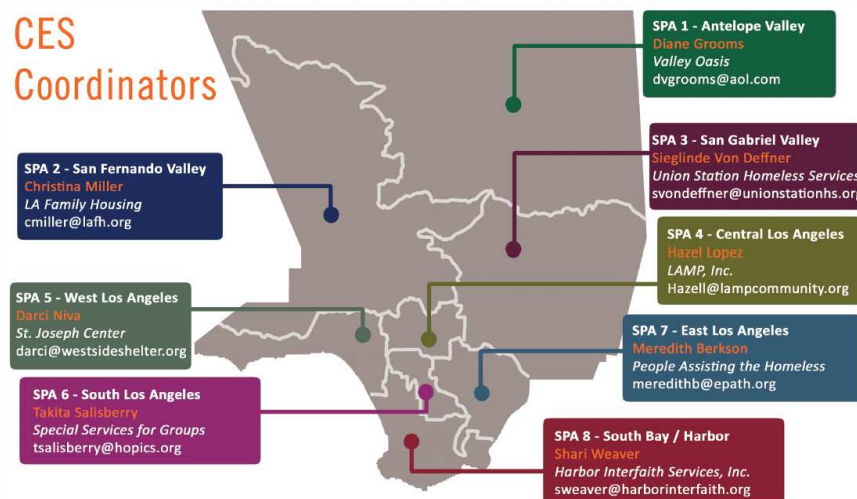 CES
Coordinators
SPA 1 - Antelope Valley
Diane Grooms
Valley Oasis
dvgrooms@aol.com
SPA 2 - San Fernando Valley
Christina Miller
LA Family Housing
cmiller@lafh.org
SPA 3 - San Gabriel Valley
Sieglinde Von Deffner
Union Station Homeless Services
svondeffner@unionstationhs.org
SPA 4 - Central Los Angeles
Hazel Lopez
LAMP, Inc.
Hazell@lampcommunity.org
SPA 5 - West Los Angeles
Darci Niva
St. Joseph Center
darci@westsideshelter.org
SPA 6 - South Los Angeles
Takita Salisberry
Special Services for Groups
tsalisberry@hopics.org
SPA 7 - East Los Angeles
Meredith Berkson
People Assisting the Homeless
meredithb@epath.org
SPA 8 - South Bay / Harbor
Shari Weaver
Harbor Interfaith Services, Inc.
sweaver@harborinterfaith.org